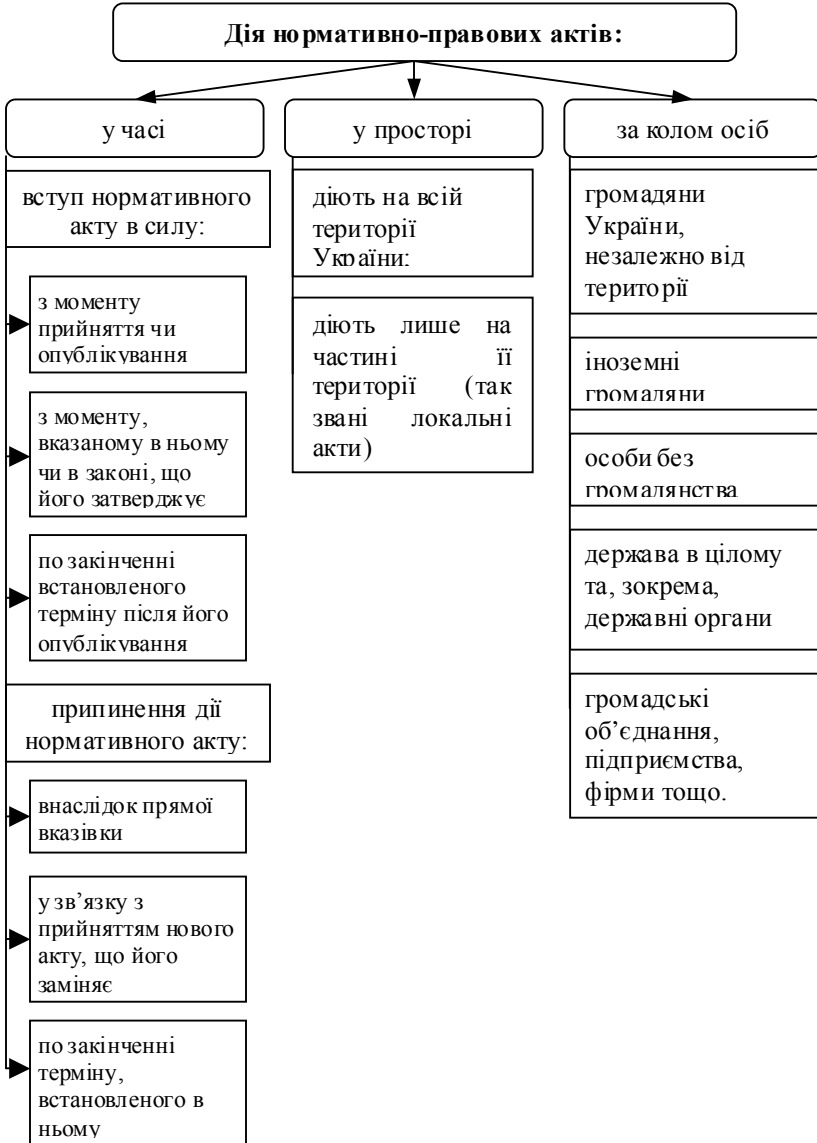 Дія нормативно-правових актів:
у часі
вступ нормативного
акту в силу:
з моменту
прийняття чи
опублікування
з моменту,
вказаному в ньому
чи в законі, що
його затверджує
по закінченні
встановленого
терміну після його
опублікування
припинення дії
нормативного акту:
внаслідок прямої
вказівки
у зв’язку з
прийняттям нового
акту, що його
заміняє
по закінченні
терміну,
встановленого в
ньому
у просторі
діють на всій
території
України:
діють лише на
частині її
території (так
звані локальні
акти)
за колом осіб
громадяни
України,
незалежно від
території
іноземні
громадяни
особи без
громадянства
держава в цілому
та, зокрема,
державні органи
громадські
об’єднання,
підприємства,
фірми тощо.